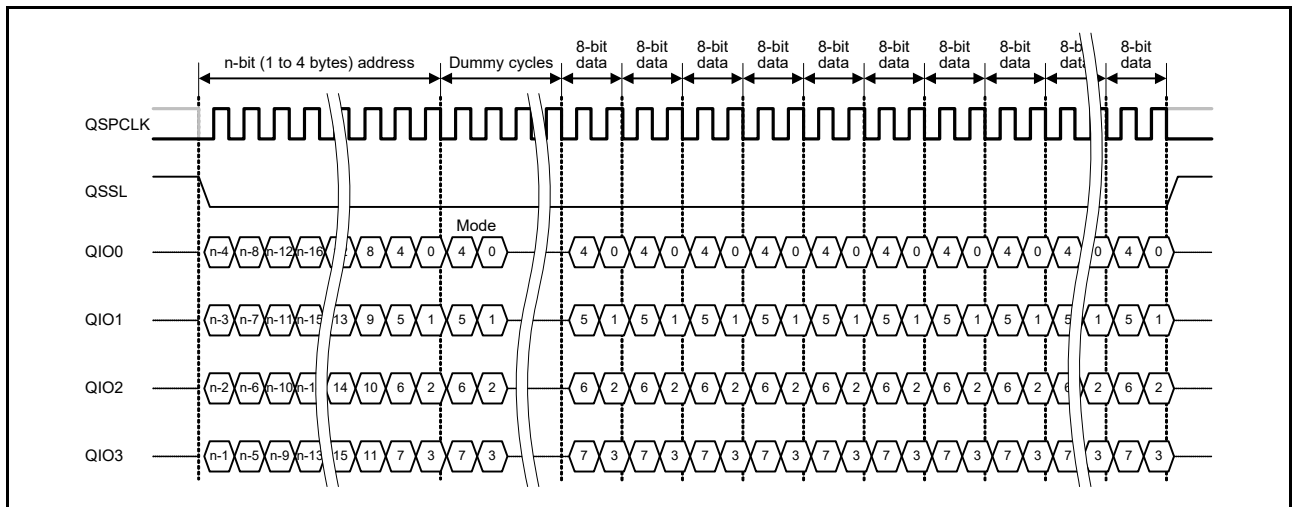 8-bit 8-bit 8-bit 8-bit 8-bit 8-bit 8-bit 8-bit 8-b 8-bit
n-bit (1 to 4 bytes) address Dummy cycles data data data data data data data data data data
QSPCLK
QSSL
Mode
QIO0 n-4 n-8 n-12 n-16 8 4 0 4 0 4 0 4 0 4 0 4 0 4 0 4 0 4 0 4 0 4 0 4 0
QIO1 n-3 n-7 n-11 n-15 13 9 5 1 5 1 5 1 5 1 5 1 5 1 5 1 5 1 5 1 5 1 5 1 5 1
QIO2 n-2 n-6 n-10 n-1 14 10 6 2 6 2 6 2 6 2 6 2 6 2 6 2 6 2 6 2 6 2 6 2 6 2
QIO3 n-1 n-5 n-9 n-13 15 11 7 3 7 3 7 3 7 3 7 3 7 3 7 3 7 3 7 3 7 3 7 3 7 3